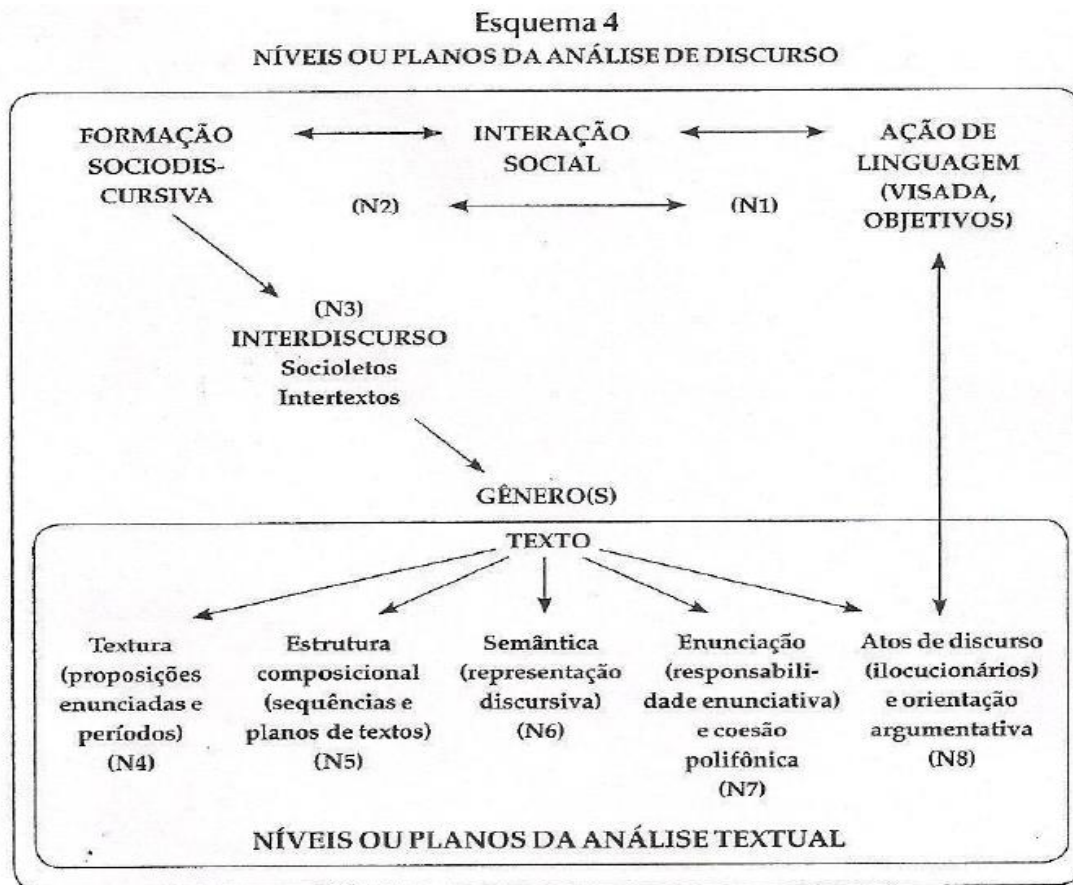 Esquema 4
NÍVEIS OU PLANOS DA ANÁLISE DE DISCURSO
FORMAÇÃO
SOCIODIS-
CURSIVA
INTERAÇÃO
SOCIAL
AÇÃO DE
LINGUAGEM
(VISADA,
OBJETIVOS)
(N2)
(N1)
(N3)
INTERDISCURSO
Socioletos
Intertextos
GÊNERO(S)
TEXTO
Textura
(proposições
enunciadas e
períodos)
(N4)
Estrutura
composicional
(sequências e
planos de textos)
(N5)
Semântica
(representação
discursiva)
(N6)
Enunciação
(responsabili-
dade enunciativa)
e coesão
polifônica
(N7)
Atos de discurso
(ilocucionários)
e orientação
argumentativa
(N8)
NÍVEIS OU PLANOS DA ANÁLISE TEXTUAL